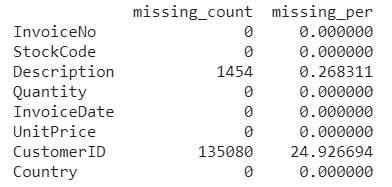 missing_count missing_per
InvoiceNo 0 0.000000
StockCode 0 0.000000
Description 1454 0.268311
Quantity 0 0.000000
InvoiceDate 0 0.000000
UnitPrice 0 0.000000
CustomerID 135080 24.926694
Country 0 0.000000